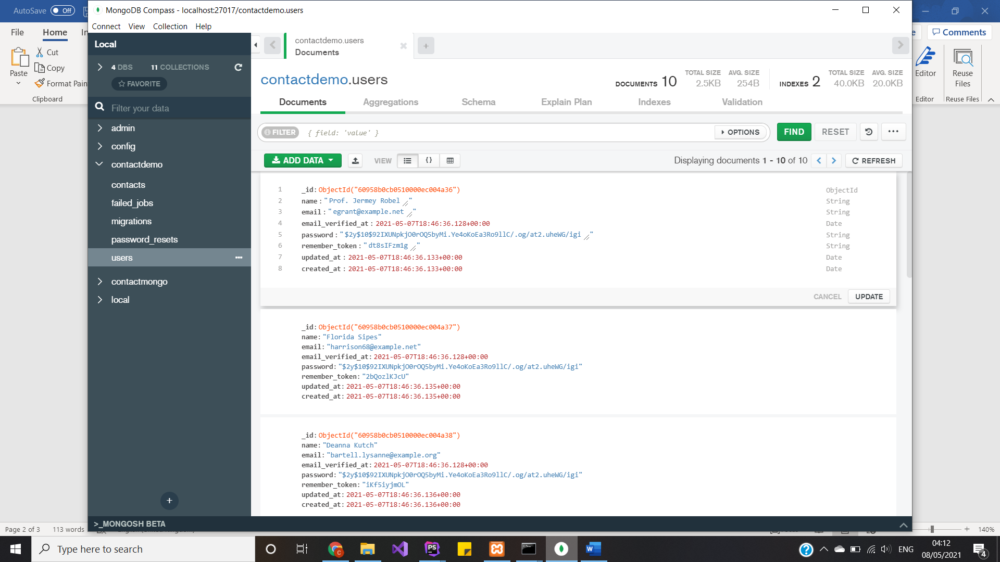 AutoSave Off
MongoDB Compass - localhost:27017/contactdemo.users
Connect View Collection Help
File Home
Comments
Local
contactdemo.users
Documents
Cut
Copy
Format Pain
Paste
Clipboard
Editor
Reuse
Files
Editor
Reuse Files
4 DBS 11 COLLECTIONS
FAVORITE
Filter your data
admin
config
contactdemo
contacts
failed_jobs
migrations
password_resets
users
contactmongo
local
contactdemo.users
DOCUMENTS 10 TOTAL SIZE 2.5KB AVG. SIZE 254B
INDEXES 2 TOTAL SIZE 40.0KB AVG. SIZE 20.0KB
Documents Aggregations Schema Explain Plan Indexes Validation
FILTER { field: 'value' } OPTIONS FIND RESET
ADD DATA VIEW {} Displaying documents 1 - 10 of 10 REFRESH
1 _id: ObjectId("60958b0cb0510000ec004a36") ObjectId
2 name : "Prof. Jermey Robel" String
3 email : "egrant@example.net" String
4 email_verified_at : 2021-05-07T18:46:36.128+00:00 Date
5 password : "$2y$10$92IXUNpkjO0rOQ5byMi.Ye4oKoEa3Ro9llC/.og/at2.uheWG/igi" String
6 remember_token : "dt8sIFzm1g" String
7 updated_at : 2021-05-07T18:46:36.133+00:00 Date
8 created_at : 2021-05-07T18:46:36.133+00:00 Date
CANCEL UPDATE
_id: ObjectId("60958b0cb0510000ec004a37")
name: "Florida Sipes"
email: "harrison68@example.net"
email_verified_at: 2021-05-07T18:46:36.128+00:00
password: "$2y$10$92IXUNpkjO0rOQ5byMi.Ye4oKoEa3Ro9llC/.og/at2.uheWG/igi"
remember_token: "2bQozlKJcU"
updated_at: 2021-05-07T18:46:36.135+00:00
created_at: 2021-05-07T18:46:36.135+00:00
_id: ObjectId("60958b0cb0510000ec004a38")
name: "Deanna Kutch"
email: "bartell.lysanne@example.org"
email_verified_at: 2021-05-07T18:46:36.128+00:00
password: "$2y$10$92IXUNpkjO0rOQ5byMi.Ye4oKoEa3Ro9llC/.og/at2.uheWG/igi"
remember_token: "iKf5iyjmOL"
updated_at: 2021-05-07T18:46:36.136+00:00
created_at: 2021-05-07T18:46:36.136+00:00
>_MONGOSH BETA
Page 2 of 3 113 words 140%
Type here to search
ENG
04:12
08/05/2021
4